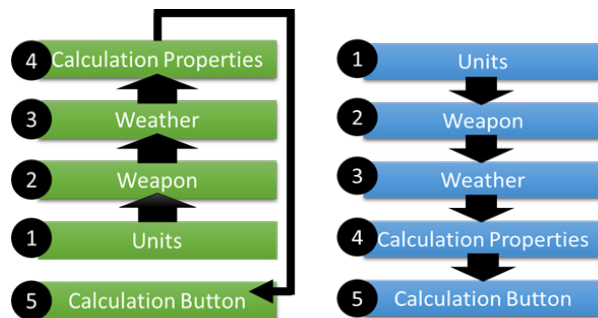 4 Calculation Properties
3 Weather
2 Weapon
1 Units
5 Calculation Button
1 Units
2 Weapon
3 Weather
4 Calculation Properties
5 Calculation Button